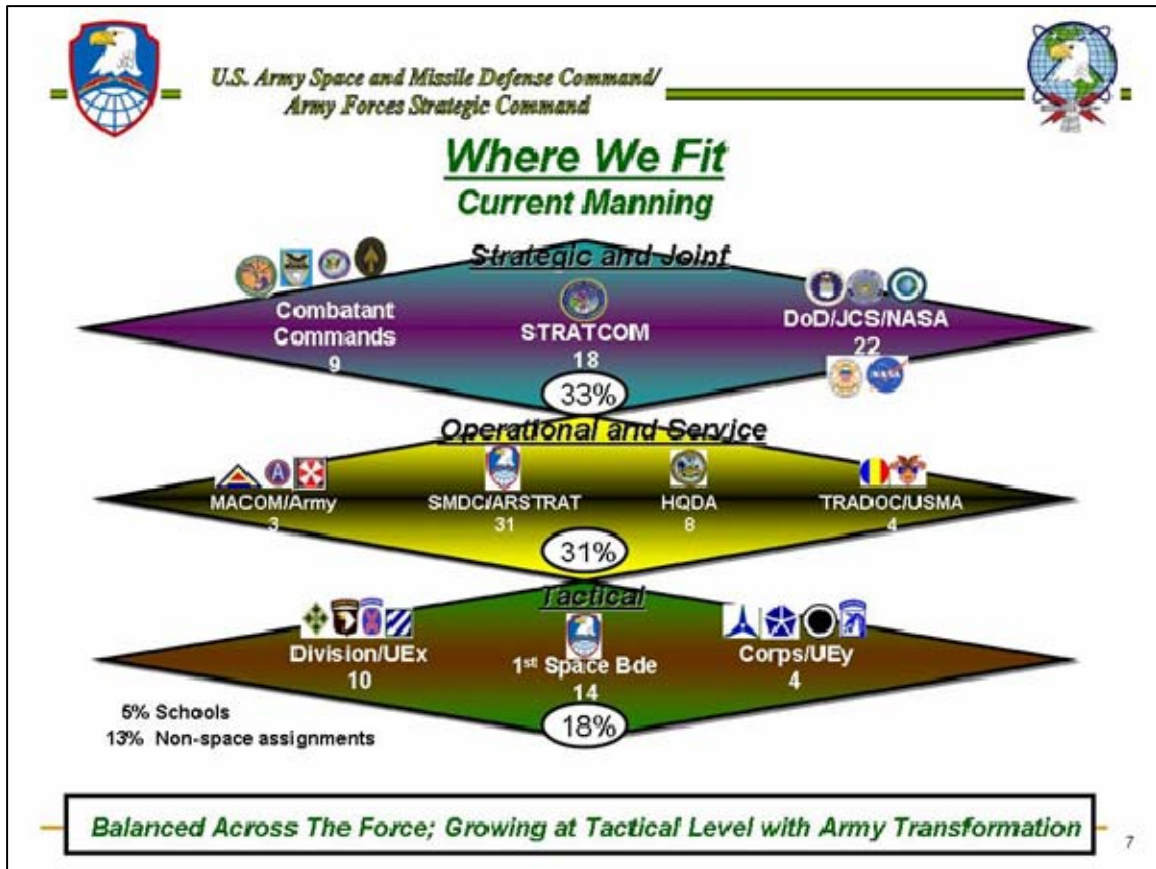 U.S. Army Space and Missile Defense Command/
Army Forces Strategic Command
Where We Fit
Current Manning
Strategic and Joint
Combatant
Commands
9
STRATCOM
18
DoD/JCS/NASA
22
33%
Operational and Service
MACOM/Army
3
SMDC/ARSTRAT
31
HQDA
8
TRADOC/USMA
4
31%
Tactical
Division/UEx
10
1st Space Bde
14
Corps/UEy
4
18%
5% Schools
13% Non-space assignments
Balanced Across The Force; Growing at Tactical Level with Army Transformation
7